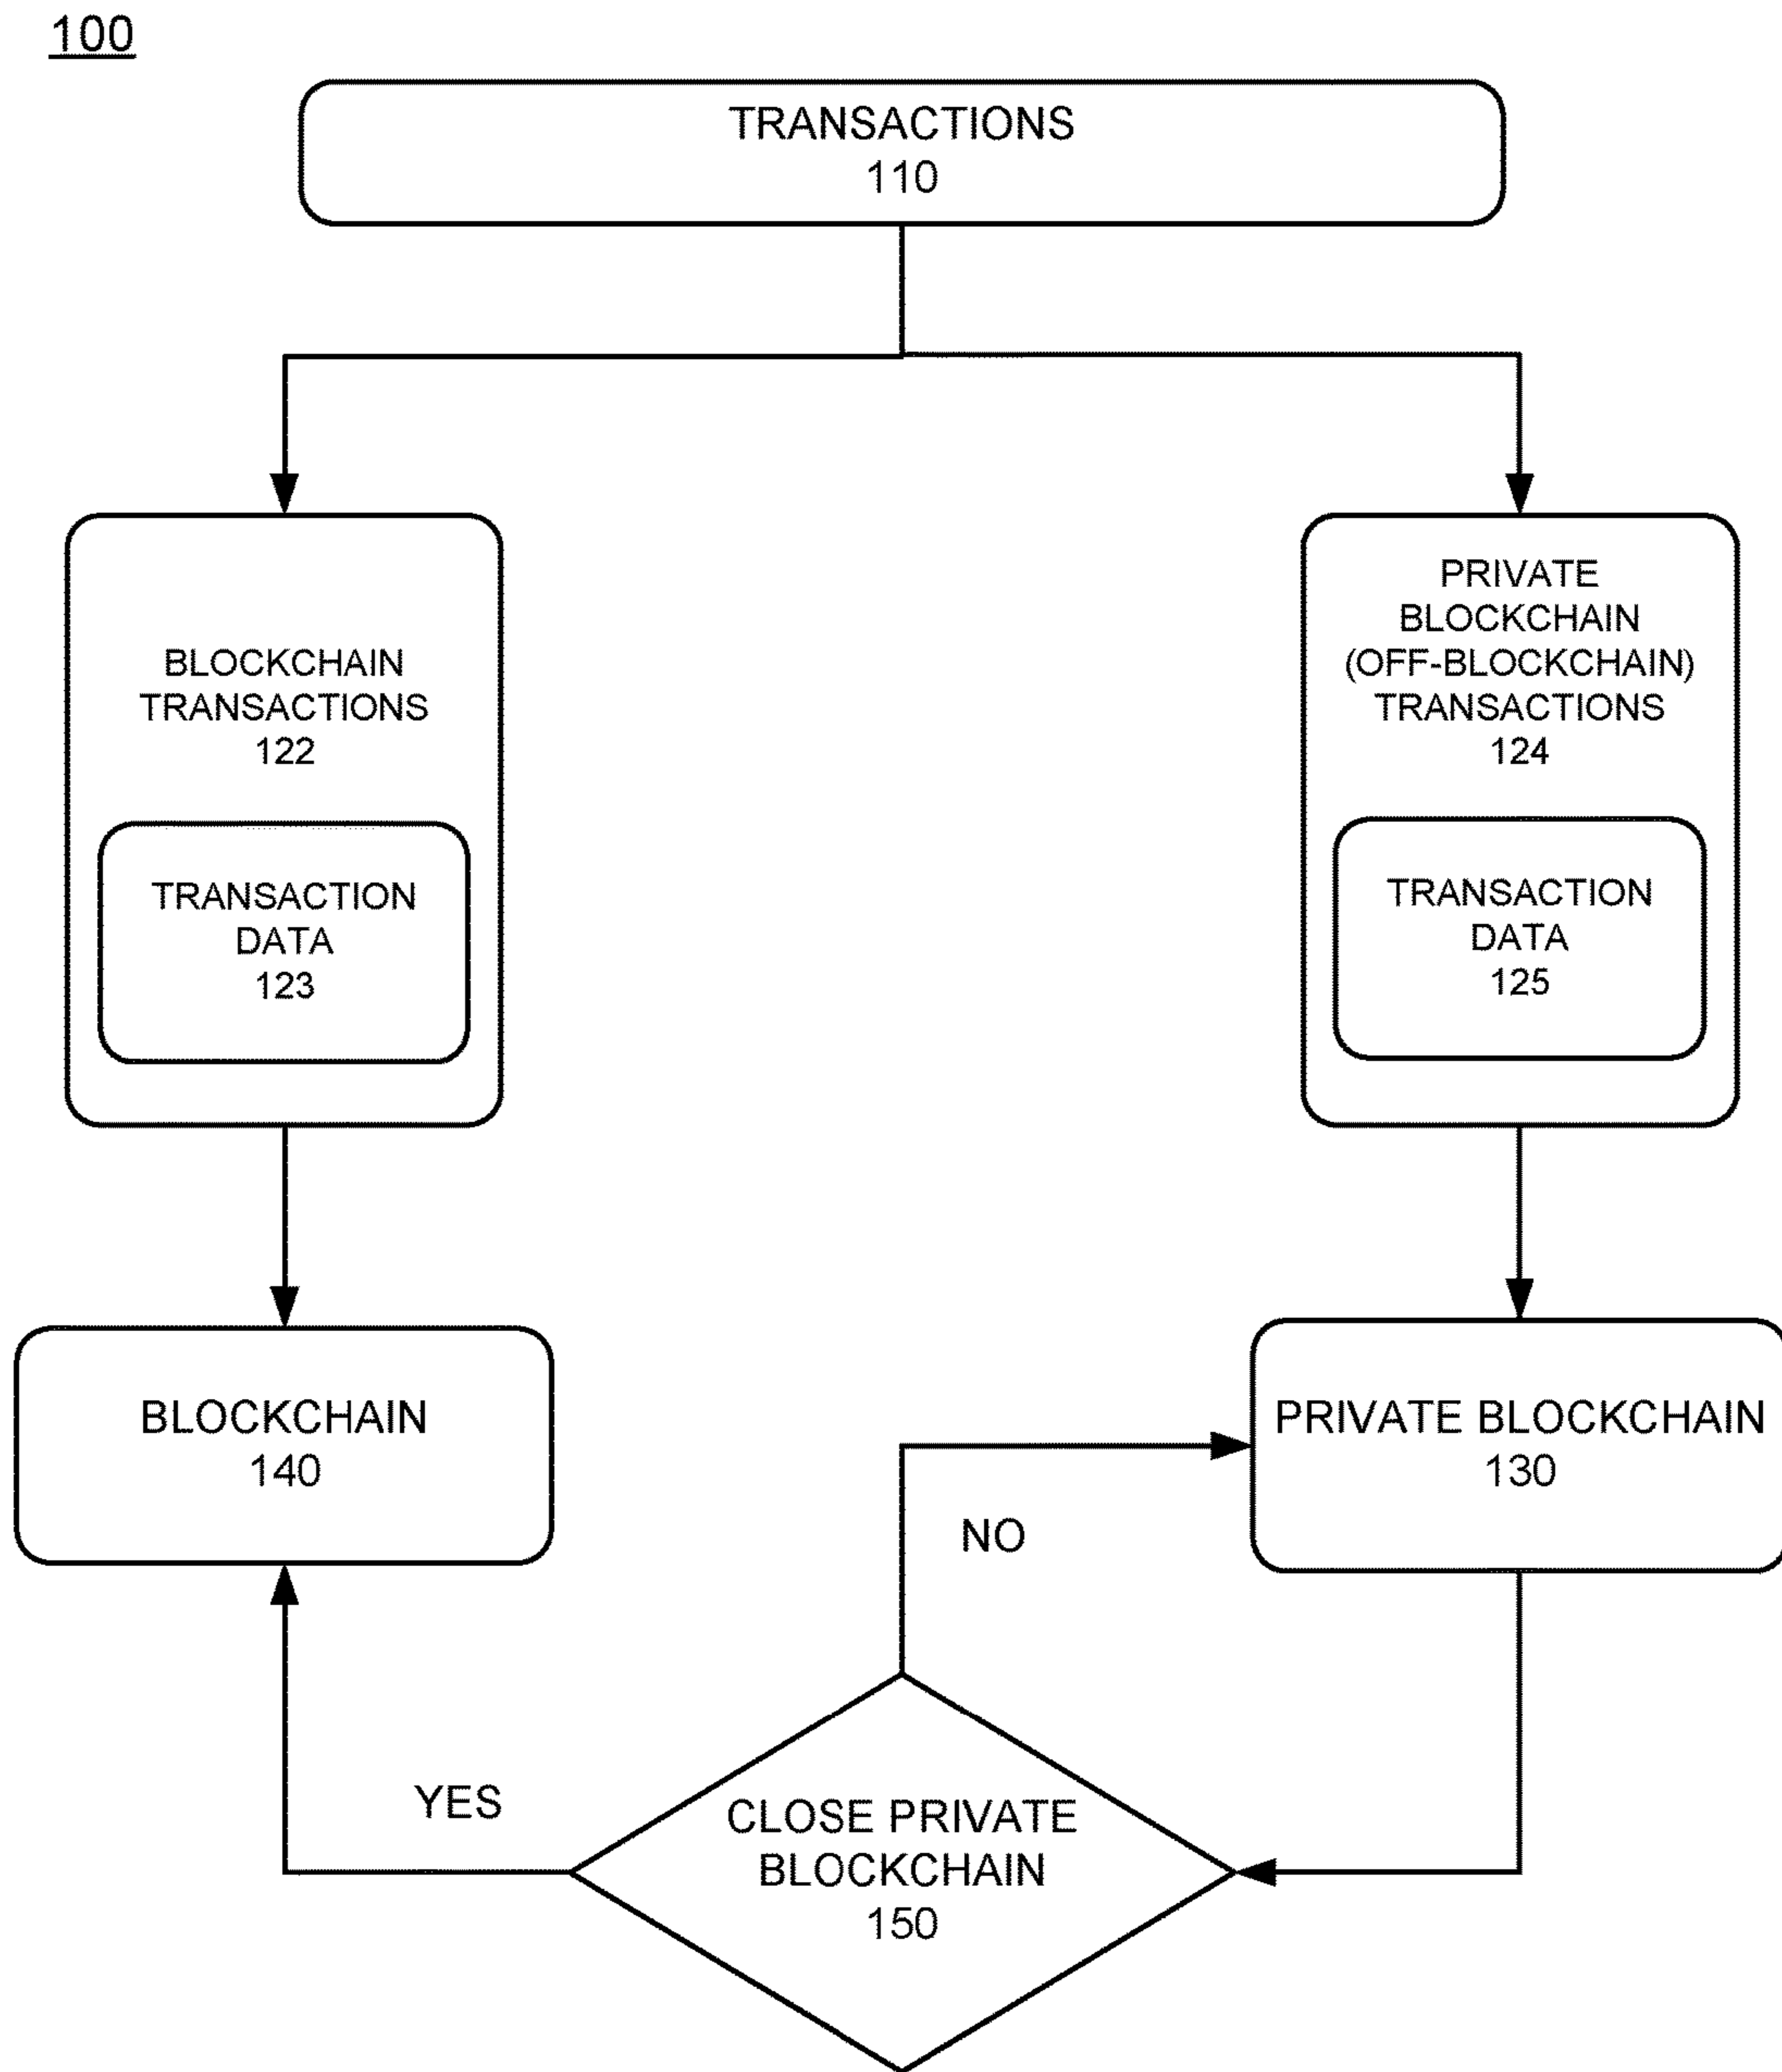 100
TRANSACTIONS
110
BLOCKCHAIN
TRANSACTIONS
122
TRANSACTION
DATA
123
PRIVATE
BLOCKCHAIN
(OFF-BLOCKCHAIN)
TRANSACTIONS
124
TRANSACTION
DATA
125
BLOCKCHAIN
140
PRIVATE BLOCKCHAIN
130
NO
YES
CLOSE PRIVATE
BLOCKCHAIN
150